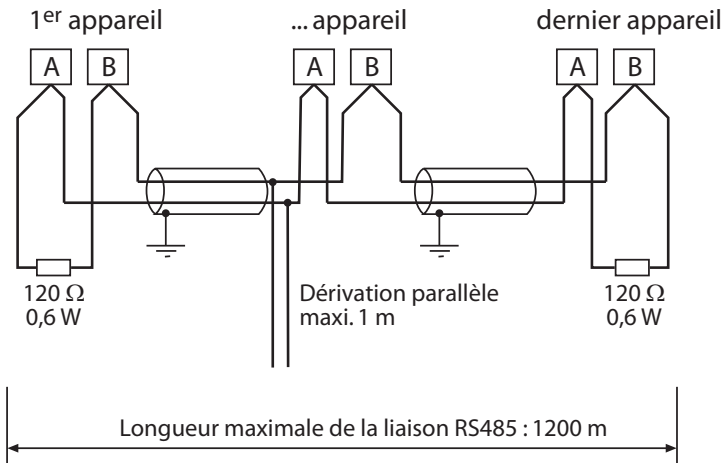 1er appareil
... appareil
dernier appareil
A B
A B
A B
120 Ω
0,6 W
Dérivation parallèle
maxi. 1 m
120 Ω
0,6 W
Longueur maximale de la liaison RS485 : 1200 m